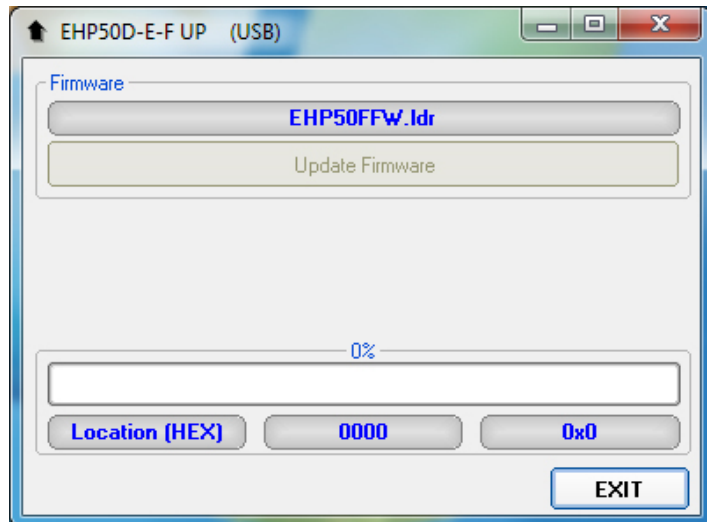 EHP50D-E-F UP (USB)
Firmware
EHP50FFW.ldr
Update Firmware
0%
Location (HEX) 0000 0x0
EXIT